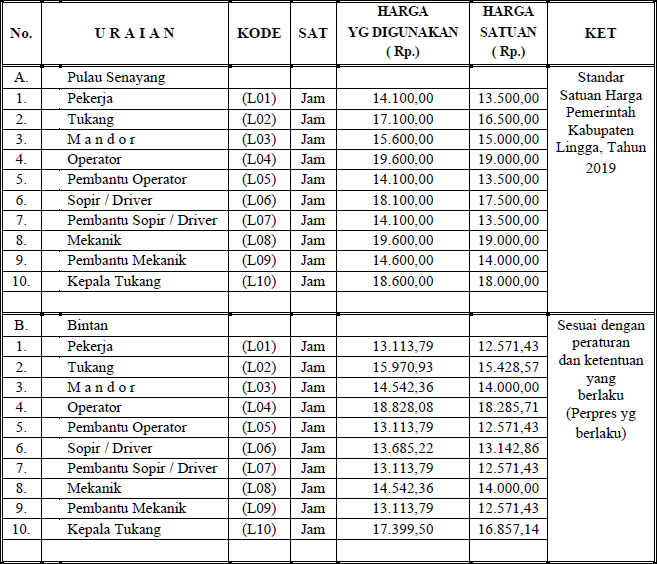 No. U R A I A N KODE SAT HARGA YG DIGUNAKAN ( Rp.) HARGA SATUAN ( Rp.) KET
A. Pulau Senayang Standar
1. Pekerja (L01) Jam 14.100,00 13.500,00 Satuan Harga
2. Tukang (L02) Jam 17.100,00 16.500,00 Pemerintah
3. M a n d o r (L03) Jam 15.600,00 15.000,00 Kabupaten
4. Operator (L04) Jam 19.600,00 19.000,00 Lingga, Tahun
5. Pembantu Operator (L05) Jam 14.100,00 13.500,00 2019
6. Sopir / Driver (L06) Jam 18.100,00 17.500,00
7. Pembantu Sopir / Driver (L07) Jam 14.100,00 13.500,00
8. Mekanik (L08) Jam 19.600,00 19.000,00
9. Pembantu Mekanik (L09) Jam 14.600,00 14.000,00
10. Kepala Tukang (L10) Jam 18.600,00 18.000,00
B. Bintan Sesuai dengan
1. Pekerja (L01) Jam 13.113,79 12.571,43 peraturan
2. Tukang (L02) Jam 15.970,93 15.428,57 dan ketentuan
3. M a n d o r (L03) Jam 14.542,36 14.000,00 yang
4. Operator (L04) Jam 18.828,08 18.285,71 berlaku
5. Pembantu Operator (L05) Jam 13.113,79 12.571,43 (Perpres yg
6. Sopir / Driver (L06) Jam 13.685,22 13.142,86 berlaku)
7. Pembantu Sopir / Driver (L07) Jam 13.113,79 12.571,43
8. Mekanik (L08) Jam 14.542,36 14.000,00
9. Pembantu Mekanik (L09) Jam 13.113,79 12.571,43
10. Kepala Tukang (L10) Jam 17.399,50 16.857,14